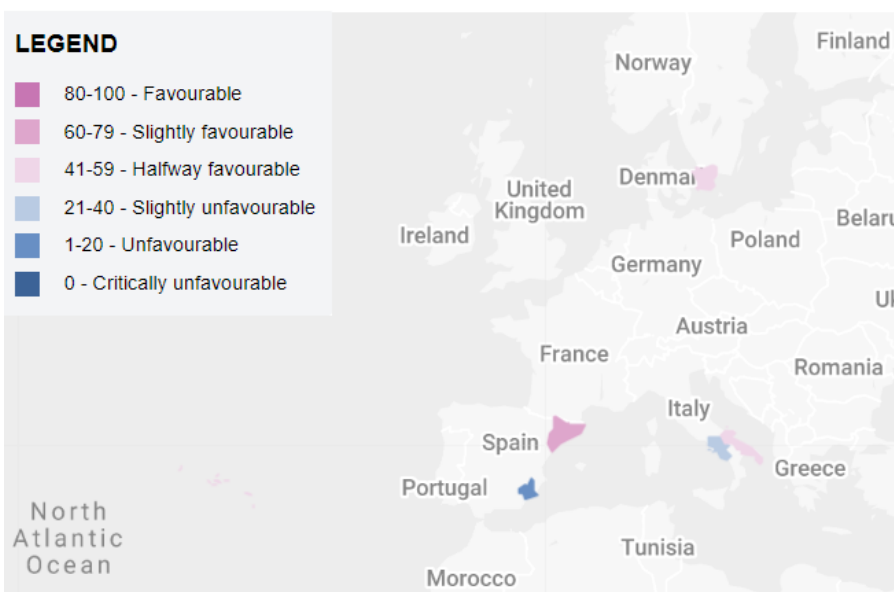 LEGEND
80-100 - Favourable
60-79 - Slightly favourable
41-59 - Halfway favourable
21-40 - Slightly unfavourable
1-20 - Unfavourable
0 - Critically unfavourable
Finland
Norway
Denmar
United
Kingdom
Ireland
Belaru
Poland
Germany
Uk
Austria
France
Romania
Italy
Spain
Greece
Portugal
North
Atlantic
Ocean
Tunisia
Morocco